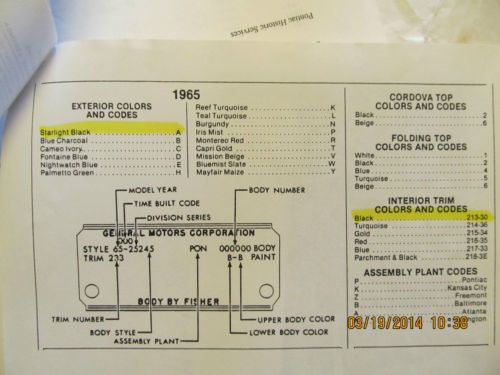 Pontiac Historic Services
1965
EXTERIOR COLORS
AND CODES
Starlight Black A
Blue Charcoal B
Cameo Ivory C
Fontaine Blue D
Nightwatch Blue E
Palmetto Green H
Reef Turquoise K
Teal Turquoise L
Burgundy N
Iris Mist P
Montero Red R
Capri Gold T
Mission Beige V
Bluemist Slate W
Mayfair Maize Y
MODEL YEAR
TIME BUILT CODE
DIVISION SERIES
BODY NUMBER
GENERAL MOTORS CORPORATION
000
STYLE 65-25245 PON 000000 BODY
TRIM 233 B-B PAINT
BODY BY FISHER
TRIM NUMBER
BODY STYLE
ASSEMBLY PLANT
UPPER BODY COLOR
LOWER BODY COLOR
CORDOVA TOP
COLORS AND CODES
Black 2
Beige 6
FOLDING TOP
COLORS AND CODES
White 1
Black 2
Blue 4
Turquoise 5
Beige 6
INTERIOR TRIM
COLORS AND CODES
Black 213-30
Turquoise 214-36
Gold 215-34
Red 216-35
Blue 217-33
Parchment & Black 218-3E
ASSEMBLY PLANT CODES
P Pontiac
K Kansas City
Z Freemont
B Baltimore
A Atlanta
03/19/2014 10:38